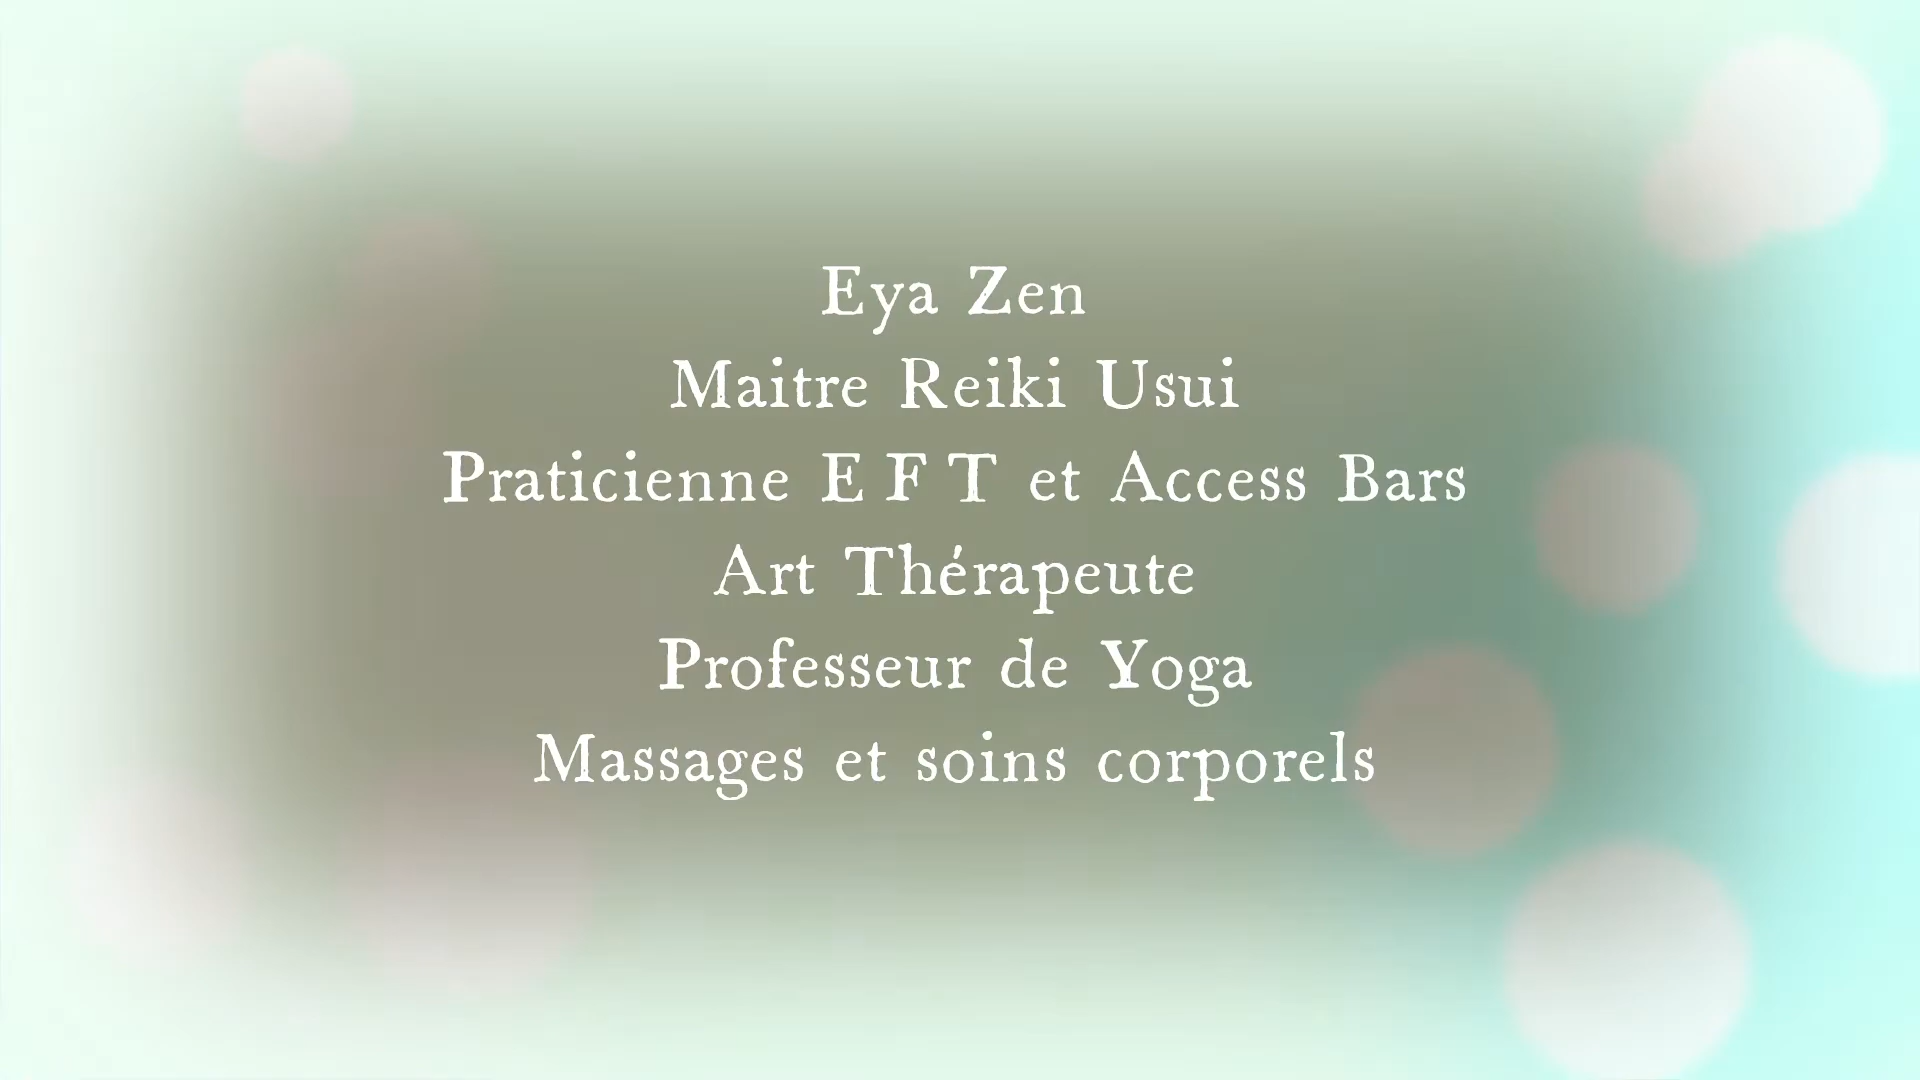 Eya Zen
Maitre Reiki Usui
Praticienne E F T et Access Bars
Art Thérapeute
Professeur de Yoga
Massages et soins corporels